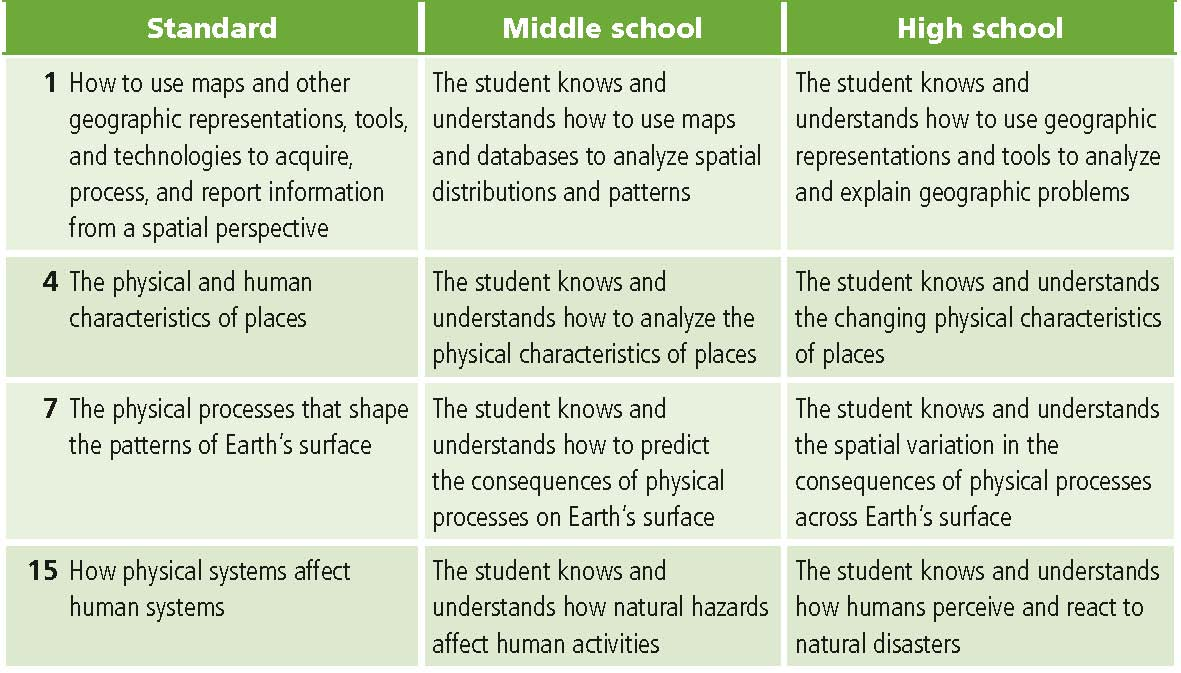 Standard
Middle school
High school
1 How to use maps and other
geographic representations, tools,
and technologies to acquire,
process, and report information
from a spatial perspective
The student knows and
understands how to use maps
and databases to analyze spatial
distributions and patterns
The student knows and
understands how to use geographic
representations and tools to analyze
and explain geographic problems
4 The physical and human
characteristics of places
The student knows and
understands how to analyze the
physical characteristics of places
The student knows and understands
the changing physical characteristics
of places
7 The physical processes that shape
the patterns of Earth’s surface
The student knows and
understands how to predict
the consequences of physical
processes on Earth’s surface
The student knows and understands
the spatial variation in the
consequences of physical processes
across Earth’s surface
15 How physical systems affect
human systems
The student knows and
understands how natural hazards
affect human activities
The student knows and understands
how humans perceive and react to
natural disasters